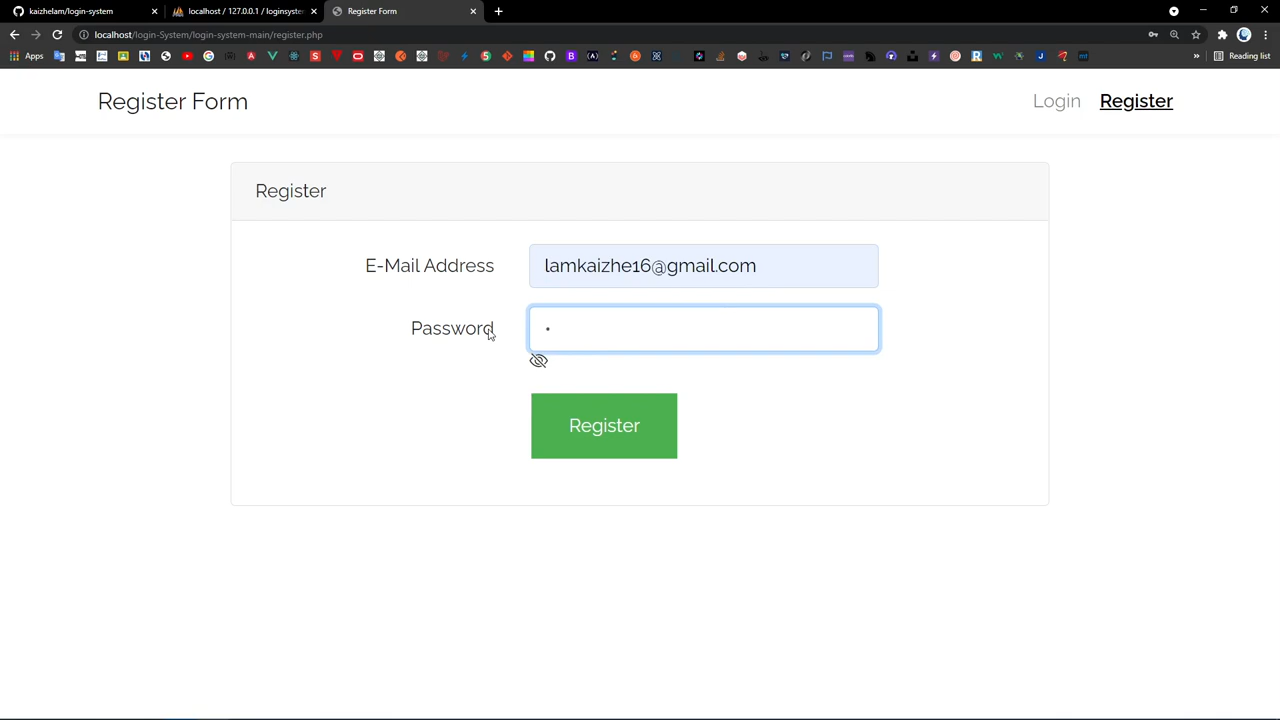 kaizhelam/login-system
localhost / 127.0.0.1 / loginsystem
Register Form
localhost/login-System/login-system-main/register.php
Apps
Reading list
Register Form
Login
Register
Register
E-Mail Address
lamkaizhe16@gmail.com
Password
Register